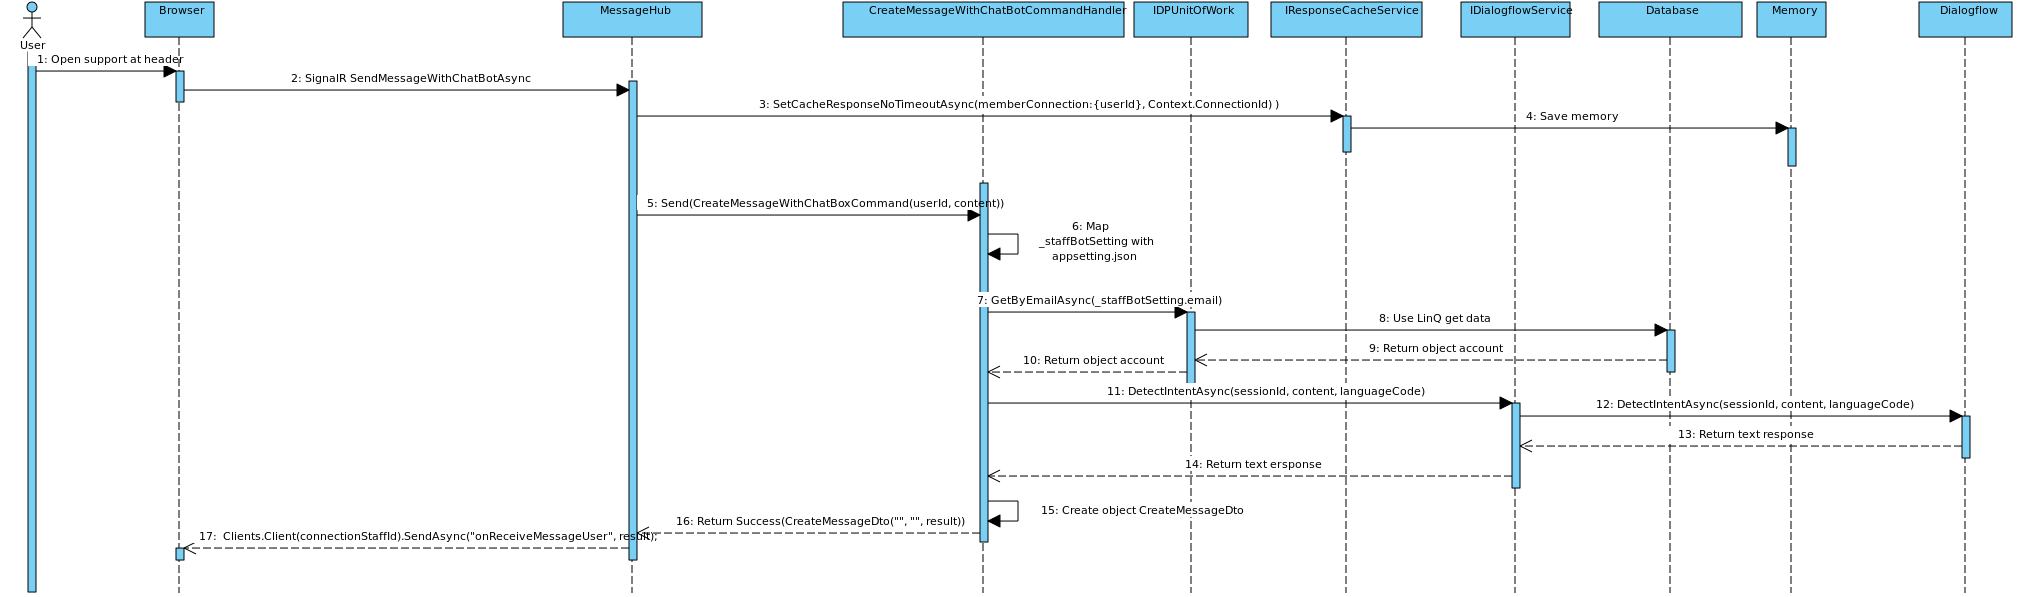 Browser
MessageHub
CreateMessageWithChatBotCommandHandler
IDPUnitOfWork
IResponseCacheService
IDialogflowService
Database
Memory
Dialogflow
User
1: Open support at header
2: SignalR SendMessageWithChatBotAsync
3: SetCacheResponseNoTimeoutAsync(memberConnection:{userId}, Context.ConnectionId) )
4: Save memory
5: Send(CreateMessageWithChatBoxCommand(userId, content))
6: Map
_staffBotSetting with
appsetting.json
7: GetByEmailAsync(_staffBotSetting.email)
8: Use LinQ get data
9: Return object account
10: Return object account
11: DetectIntentAsync(sessionId, content, languageCode)
12: DetectIntentAsync(sessionId, content, languageCode)
13: Return text response
14: Return text ersponse
15: Create object CreateMessageDto
16: Return Success(CreateMessageDto("", "", result))
17:  Clients.Client(connectionStaffId).SendAsync("onReceiveMessageUser", result);